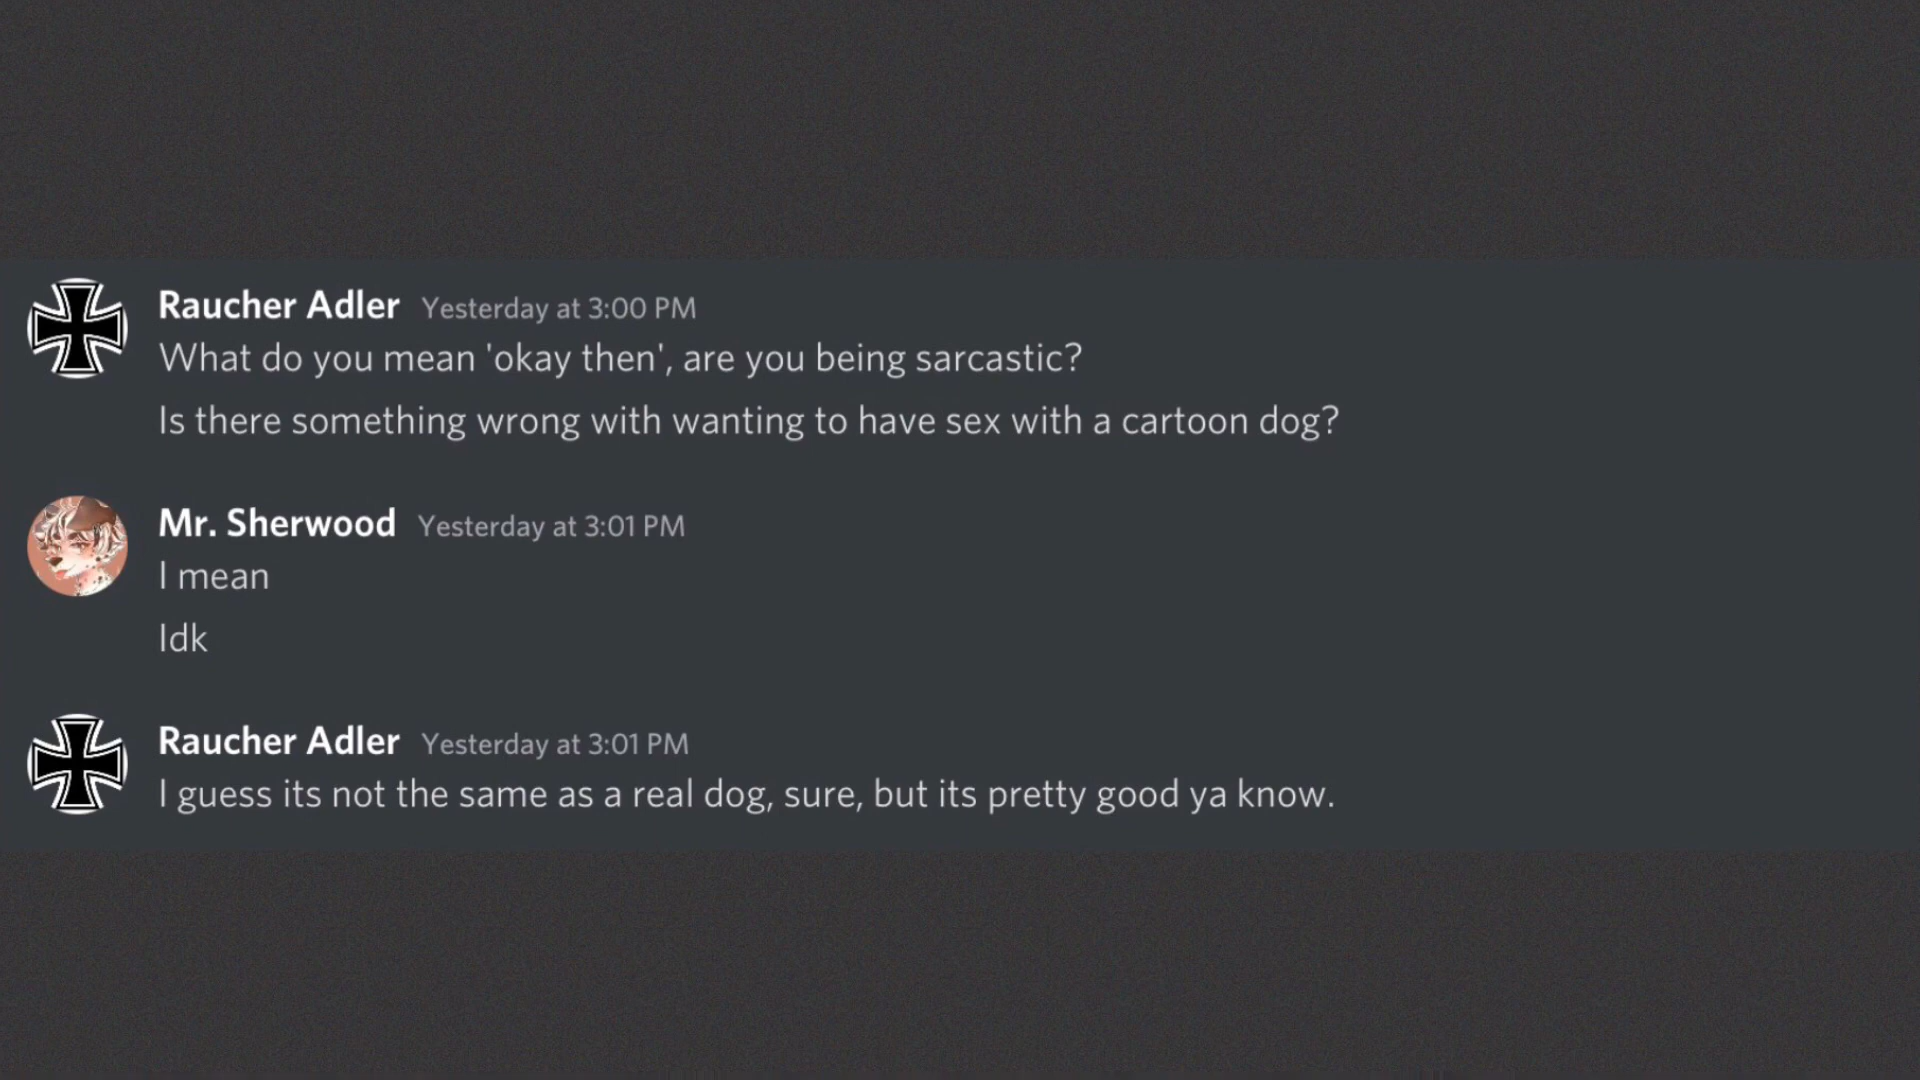 Raucher Adler Yesterday at 3:00 PM
What do you mean 'okay then', are you being sarcastic?
Is there something wrong with wanting to have sex with a cartoon dog?
Mr. Sherwood Yesterday at 3:01 PM
I mean
Idk
Raucher Adler Yesterday at 3:01 PM
I guess its not the same as a real dog, sure, but its pretty good ya know.